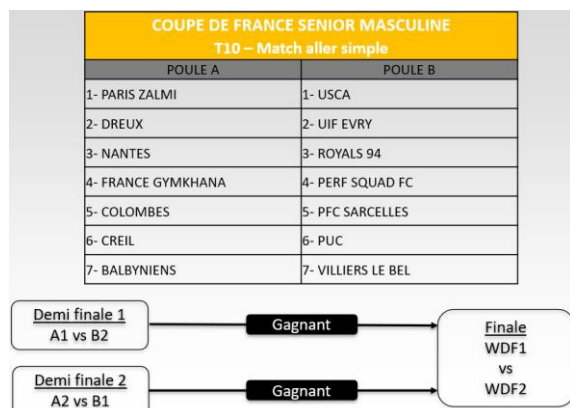 COUPE DE FRANCE SENIOR MASCULINE
T10 – Match aller simple
POULE A
POULE B
1- PARIS ZALMI
1- USCA
2- DREUX
2- UIF EVRY
3- NANTES
3- ROYALS 94
4- FRANCE GYMKHANA
4- PERF SQUAD FC
5- COLOMBES
5- PFC SARCELLES
6- CREIL
6- PUC
7- BALBYNIENS
7- VILLIERS LE BEL
Demi finale 1
A1 vs B2
Gagnant
Demi finale 2
A2 vs B1
Gagnant
Finale
WDF1
vs
WDF2